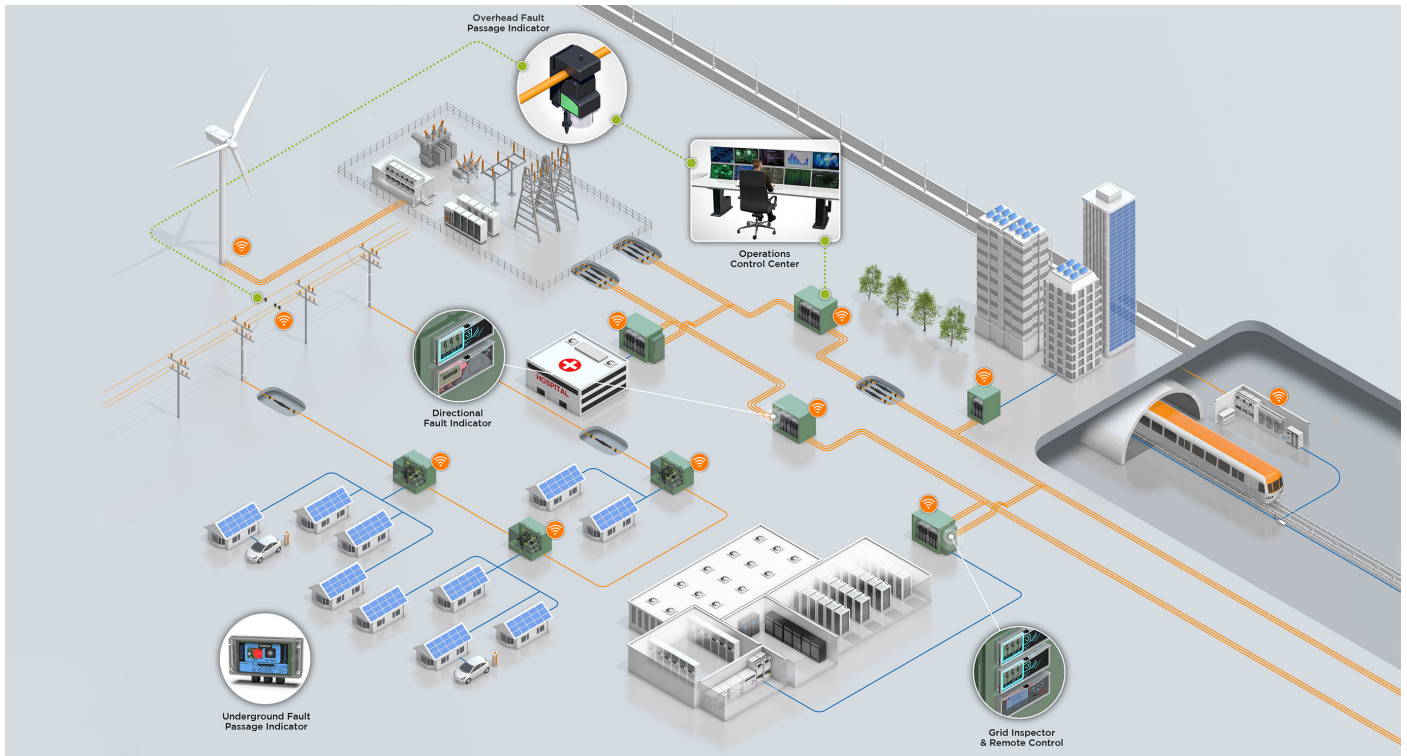 Overhead Fault
Passage Indicator
Operations
Control Center
HOSPITAL
Directional
Fault Indicator
Underground Fault
Passage Indicator
Grid Inspector
& Remote Control